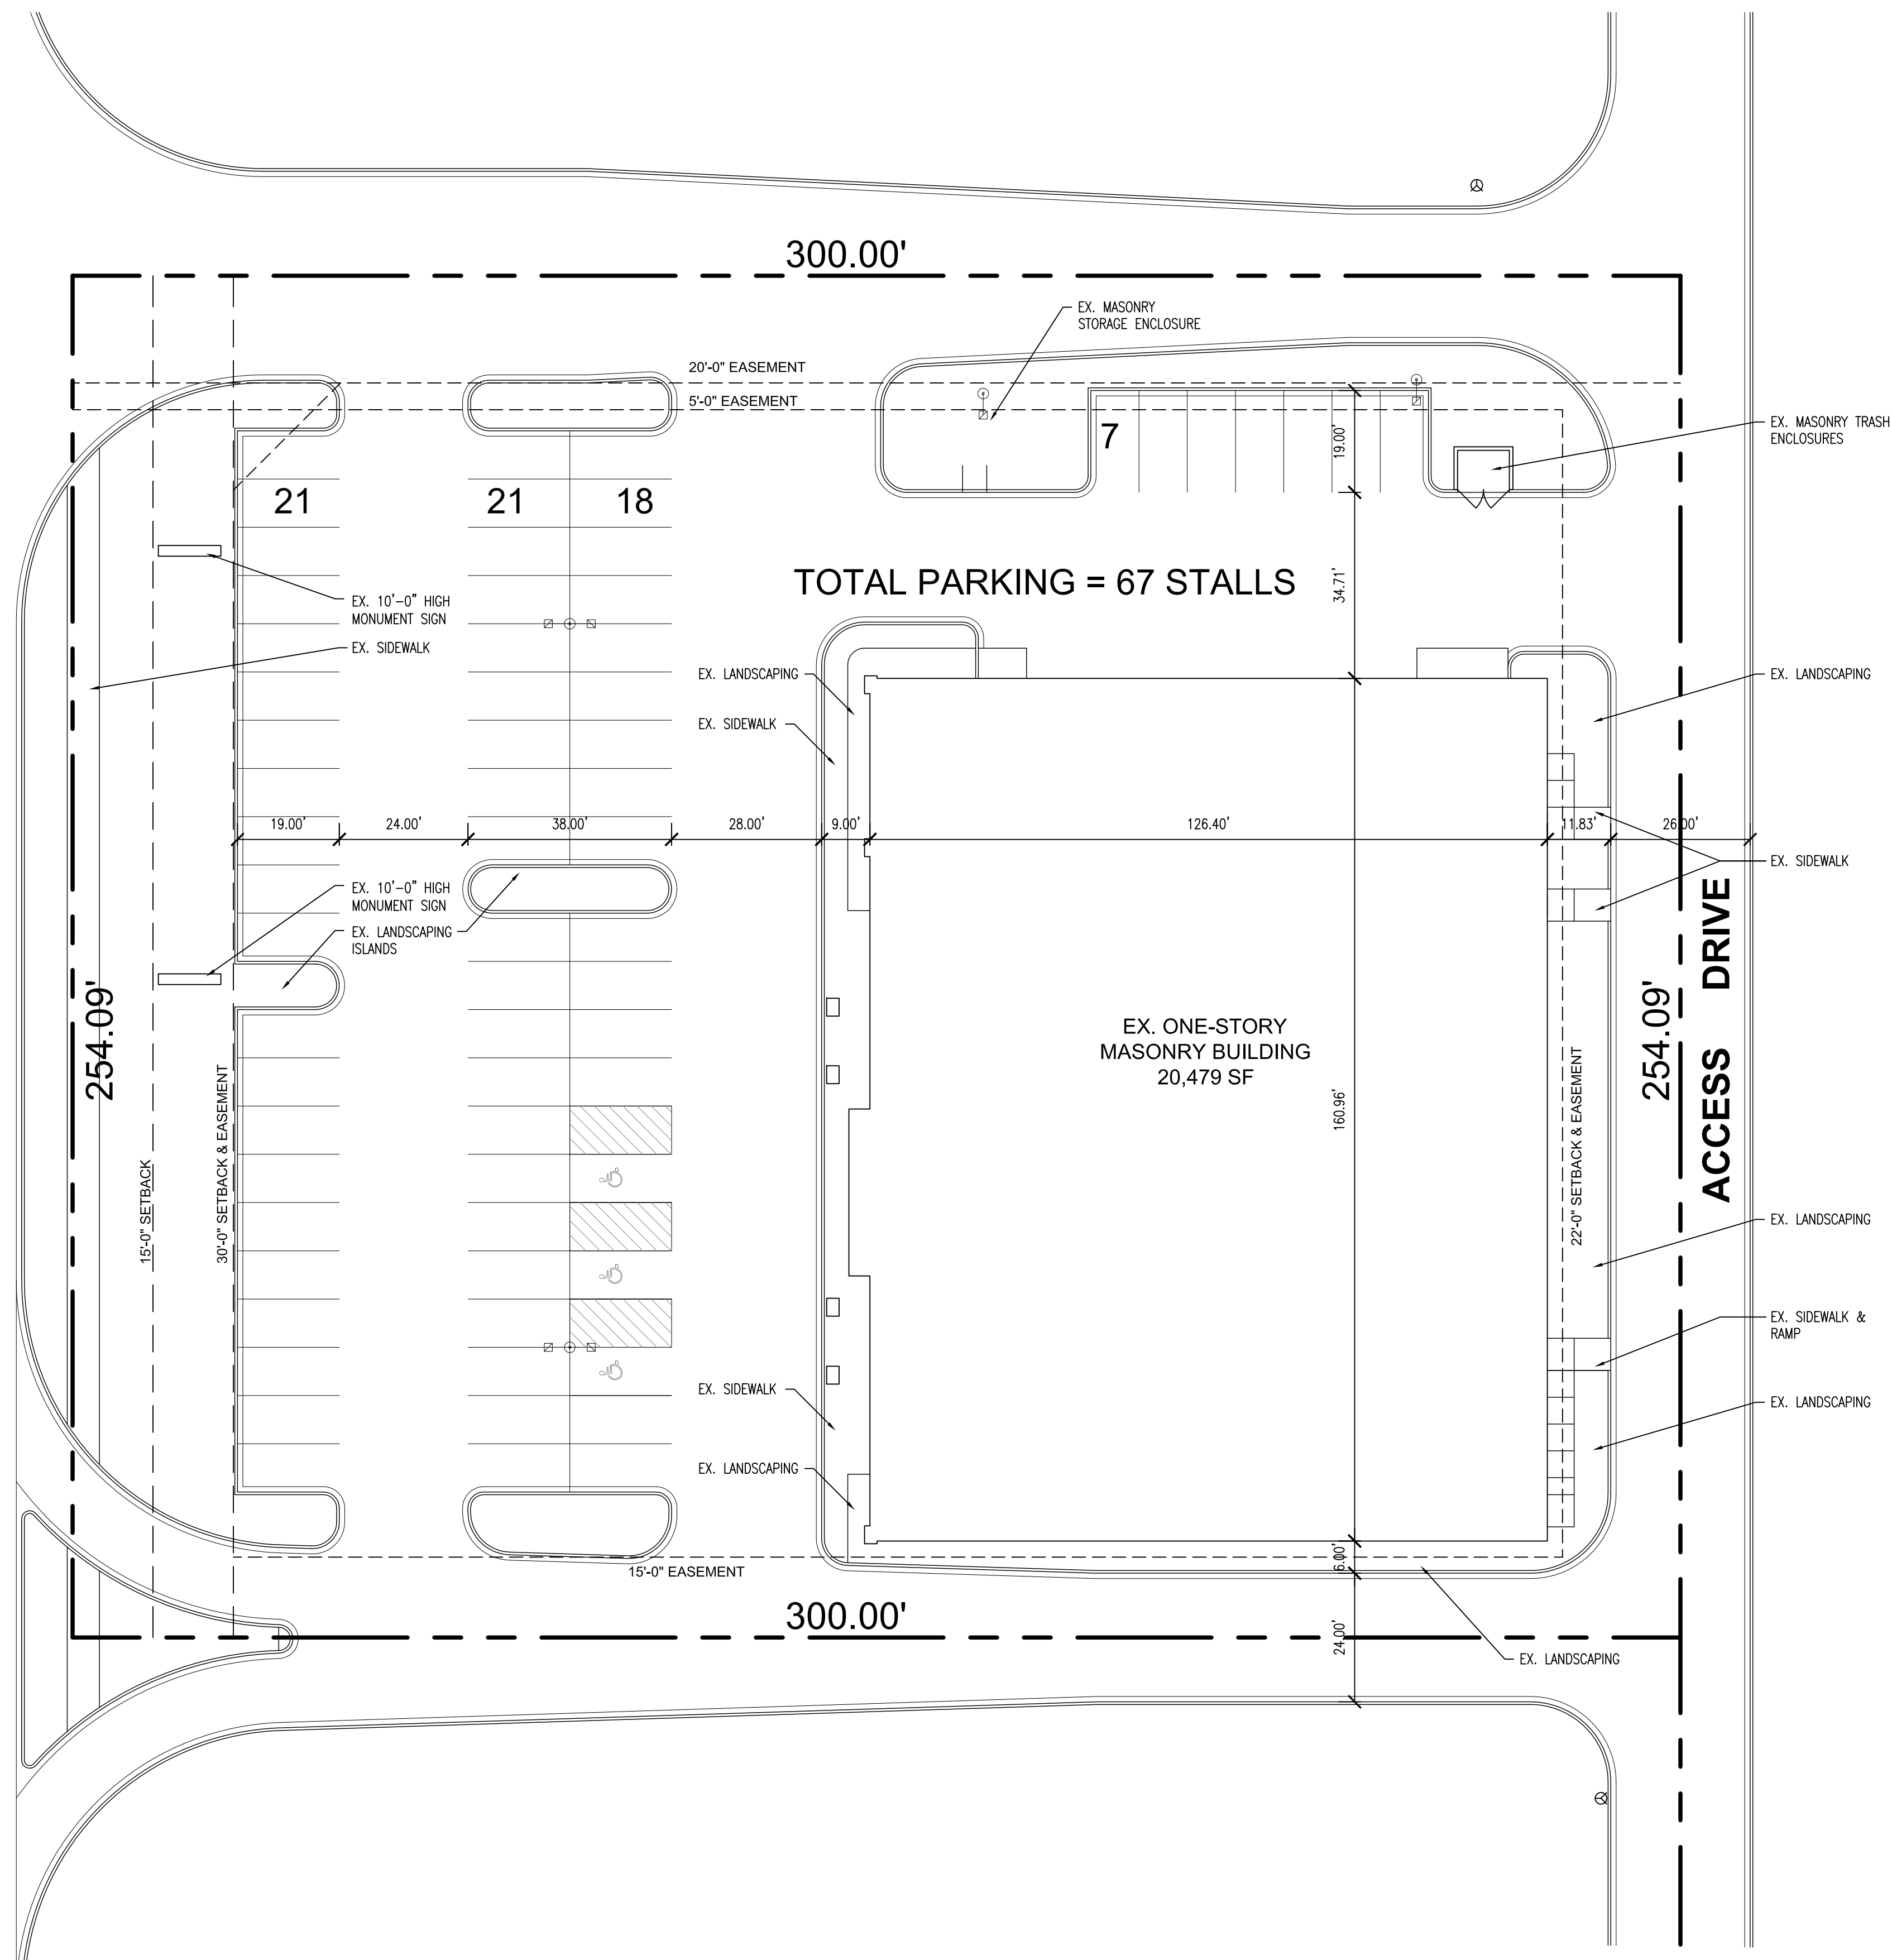 300.00'
EX. MASONRY
STORAGE ENCLOSURE
20'-0" EASEMENT
5'-0" EASEMENT
7
19.00'
EX. MASONRY TRASH
ENCLOSURES
21
21
18
TOTAL PARKING = 67 STALLS
34.71'
EX. 10'-0" HIGH
MONUMENT SIGN
EX. SIDEWALK
EX. LANDSCAPING
EX. SIDEWALK
EX. LANDSCAPING
19.00'
24.00'
38.00'
28.00'
9.00'
126.40'
11.83'
26.00'
EX. SIDEWALK
EX. 10'-0" HIGH
MONUMENT SIGN
EX. LANDSCAPING
ISLANDS
254.09'
15'-0" SETBACK
30'-0" SETBACK & EASEMENT
EX. ONE-STORY
MASONRY BUILDING
20,479 SF
160.96'
22'-0" SETBACK & EASEMENT
254.09'
ACCESS DRIVE
EX. LANDSCAPING
EX. SIDEWALK &
RAMP
EX. LANDSCAPING
EX. SIDEWALK
EX. LANDSCAPING
15'-0" EASEMENT
6.00'
300.00'
24.00'
EX. LANDSCAPING